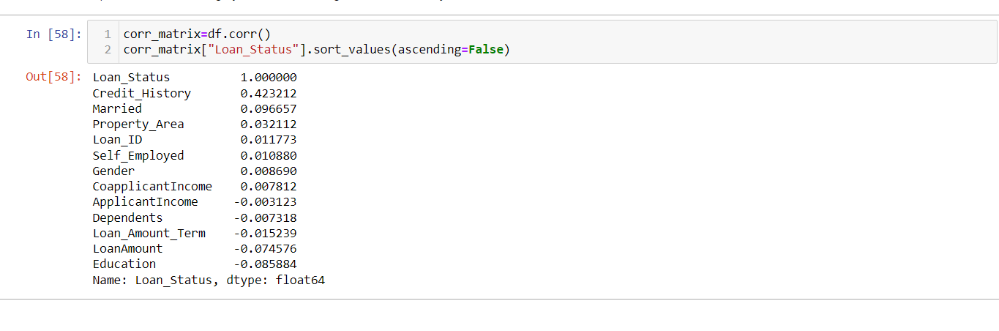 In [58]: 1 corr_matrix=df.corr()
2 corr_matrix["Loan_Status"].sort_values(ascending=False)
Out[58]: Loan_Status 1.000000
Credit_History 0.423212
Married 0.096657
Property_Area 0.032112
Loan_ID 0.011773
Self_Employed 0.010880
Gender 0.008690
CoapplicantIncome 0.007812
ApplicantIncome -0.003123
Dependents -0.007318
Loan_Amount_Term -0.015239
LoanAmount -0.074576
Education -0.085884
Name: Loan_Status, dtype: float64